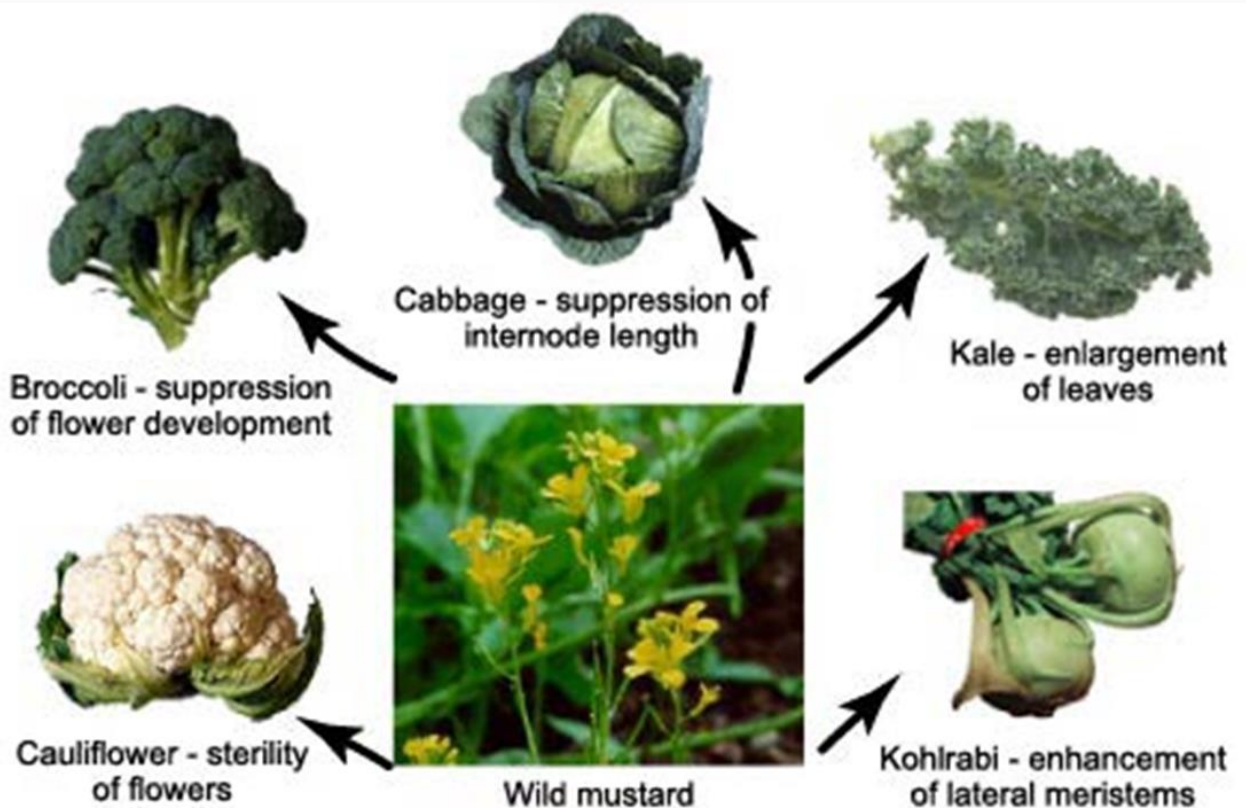 Cabbage - suppression of
internode length
Kale - enlargement
of leaves
Broccoli - suppression
of flower development
Cauliflower - sterility
of flowers
Wild mustard
Kohlrabi - enhancement
of lateral meristems